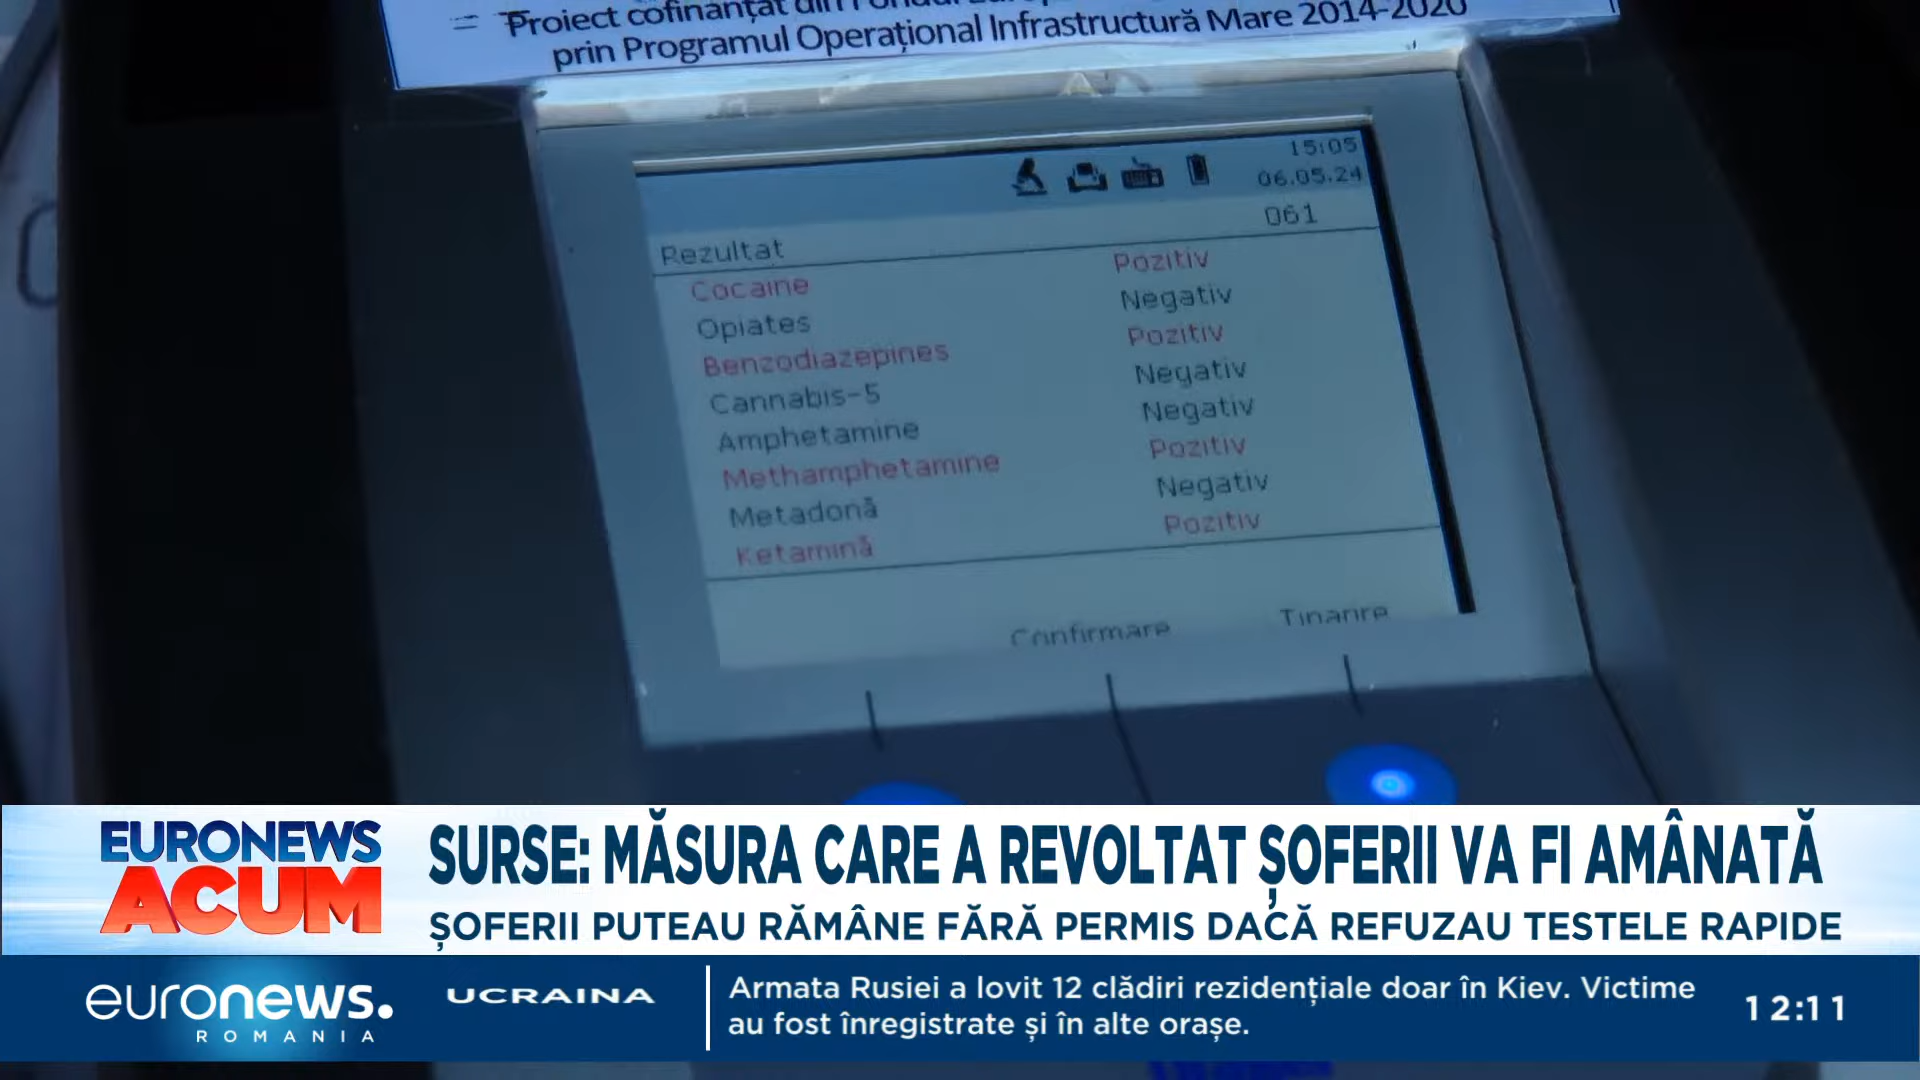 Proiect cofinanțat din Fondul
prin Programul Operațional Infrastructură Mare 2014-2020
15:05
06.05.24
061
Rezultat
Cocaine Pozitiv
Opiates Negativ
Benzodiazepines Pozitiv
Cannabis-5 Negativ
Amphetamine Negativ
Methamphetamine Pozitiv
Metadonă Negativ
Ketamină Pozitiv
Confirmare Tipărire
EURONEWS
ACUM
SURSE: MĂSURA CARE A REVOLTAT ȘOFERII VA FI AMÂNATĂ
ȘOFERII PUTEAU RĂMÂNE FĂRĂ PERMIS DACĂ REFUZAU TESTELE RAPIDE
euronews.
ROMANIA
UCRAINA
Armata Rusiei a lovit 12 clădiri rezidențiale doar în Kiev. Victime
au fost înregistrate și în alte orașe.
12:11